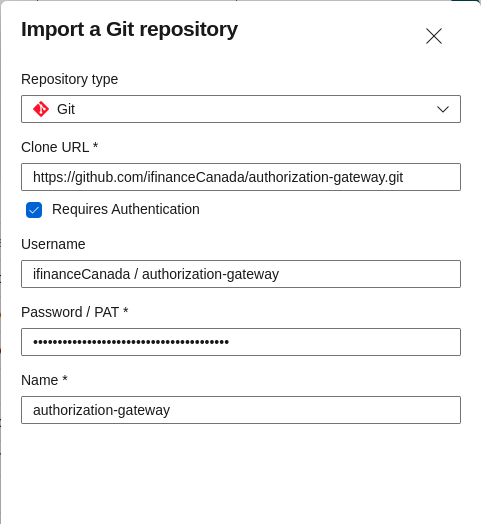 Import a Git repository
Repository type
Git
Clone URL *
https://github.com/ifinanceCanada/authorization-gateway.git
Requires Authentication
Username
ifinanceCanada / authorization-gateway
Password / PAT *
••••••••••••••••••••••••••••••••••••••••
Name *
authorization-gateway